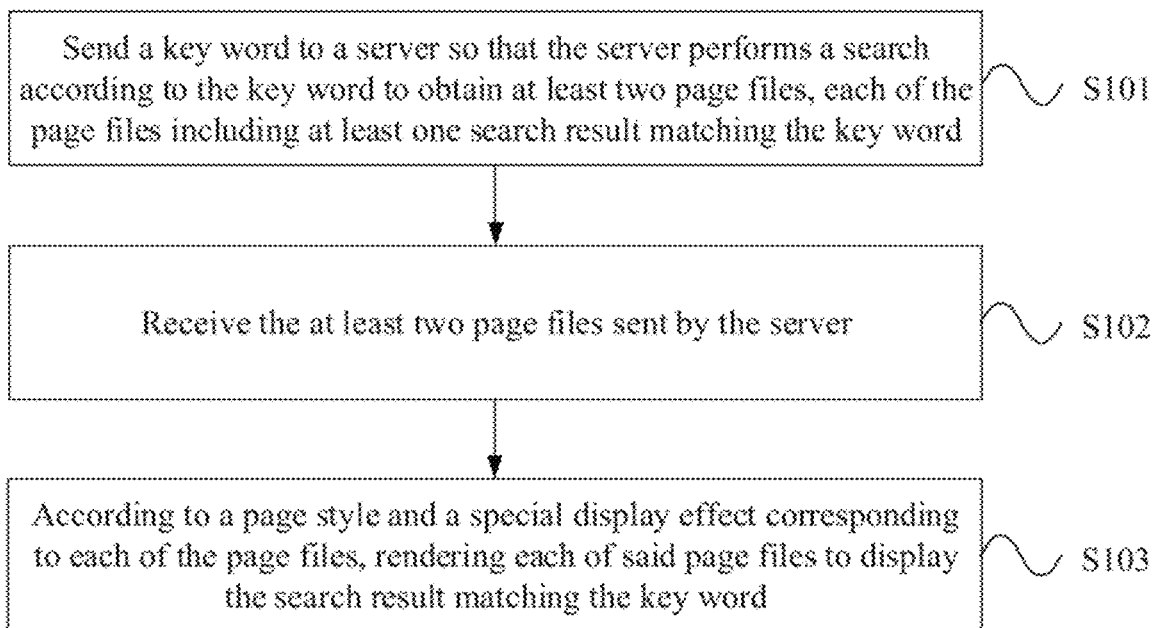 Send a key word to a server so that the server performs a search
according to the key word to obtain at least two page files, each of the
page files including at least one search result matching the key word
S101
Receive the at least two page files sent by the server
S102
According to a page style and a special display effect corresponding
to each of the page files, rendering each of said page files to display
the search result matching the key word
S103